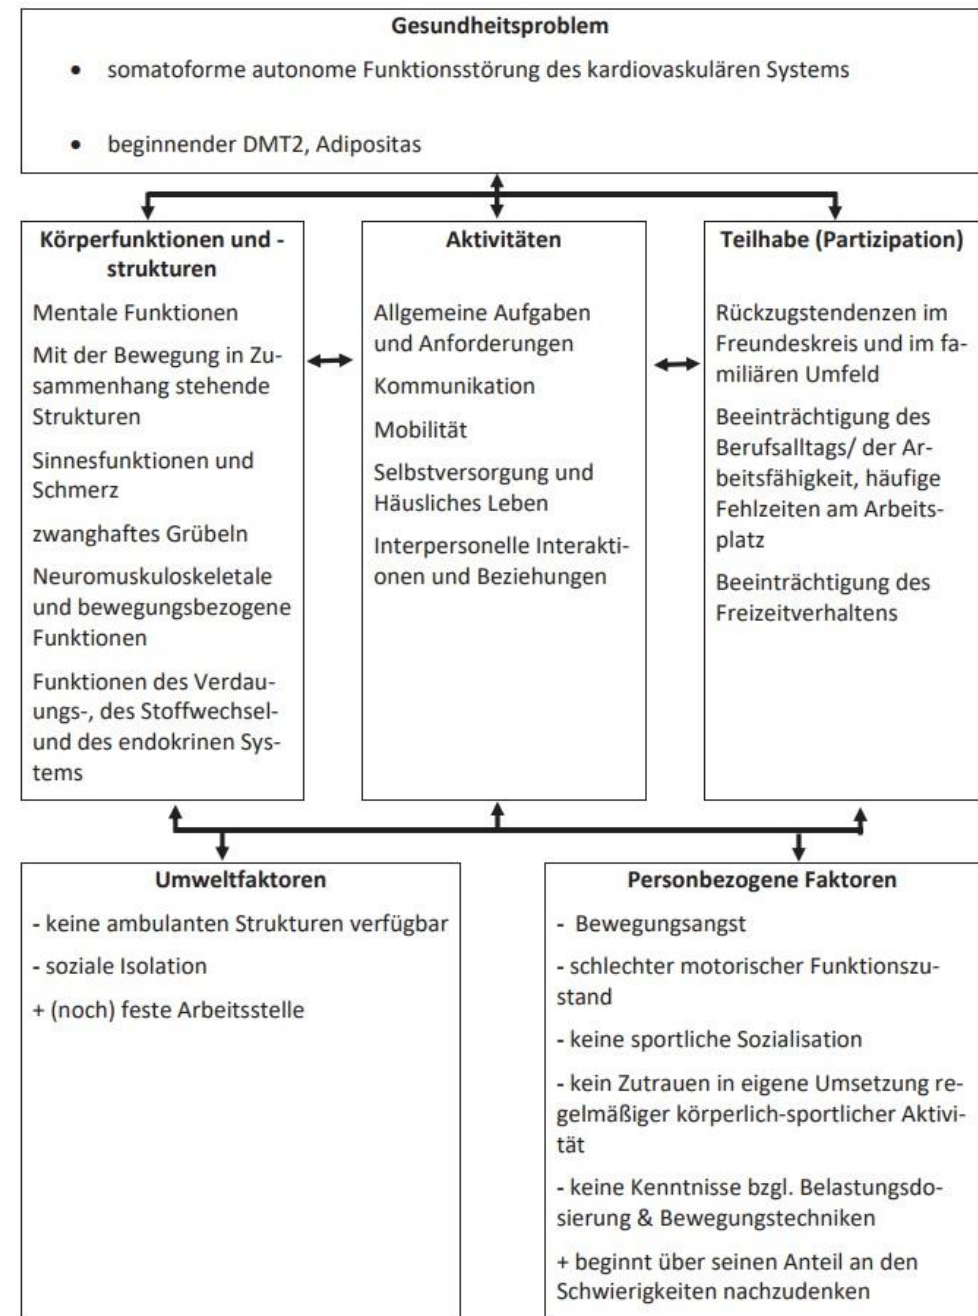 Gesundheitsproblem
• somatoforme autonome Funktionsstörung des kardiovaskulären Systems
• beginnender DMT2, Adipositas
Körperfunktionen und -
strukturen
Mentale Funktionen
Mit der Bewegung in Zu-
sammenhang stehende
Strukturen
Sinnesfunktionen und
Schmerz
zwanghaftes Grübeln
Neuromuskuloskeletale
und bewegungsbezogene
Funktionen
Funktionen des Verdau-
ungs-, des Stoffwechsel-
und des endokrinen Sys-
tems
Aktivitäten
Allgemeine Aufgaben
und Anforderungen
Kommunikation
Mobilität
Selbstversorgung und
Häusliches Leben
Interpersonelle Interakti-
onen und Beziehungen
Teilhabe (Partizipation)
Rückzugstendenzen im
Freundeskreis und im fa-
miliären Umfeld
Beeinträchtigung des
Berufsalltags/ der Ar-
beitsfähigkeit, häufige
Fehlzeiten am Arbeits-
platz
Beeinträchtigung des
Freizeitverhaltens
Umweltfaktoren
- keine ambulanten Strukturen verfügbar
- soziale Isolation
+ (noch) feste Arbeitsstelle
Personbezogene Faktoren
- Bewegungsangst
- schlechter motorischer Funktionszu-
stand
- keine sportliche Sozialisation
- kein Zutrauen in eigene Umsetzung re-
gelmäßiger körperlich-sportlicher Aktivi-
tät
- keine Kenntnisse bzgl. Belastungsdo-
sierung & Bewegungstechniken
+ beginnt über seinen Anteil an den
Schwierigkeiten nachzudenken